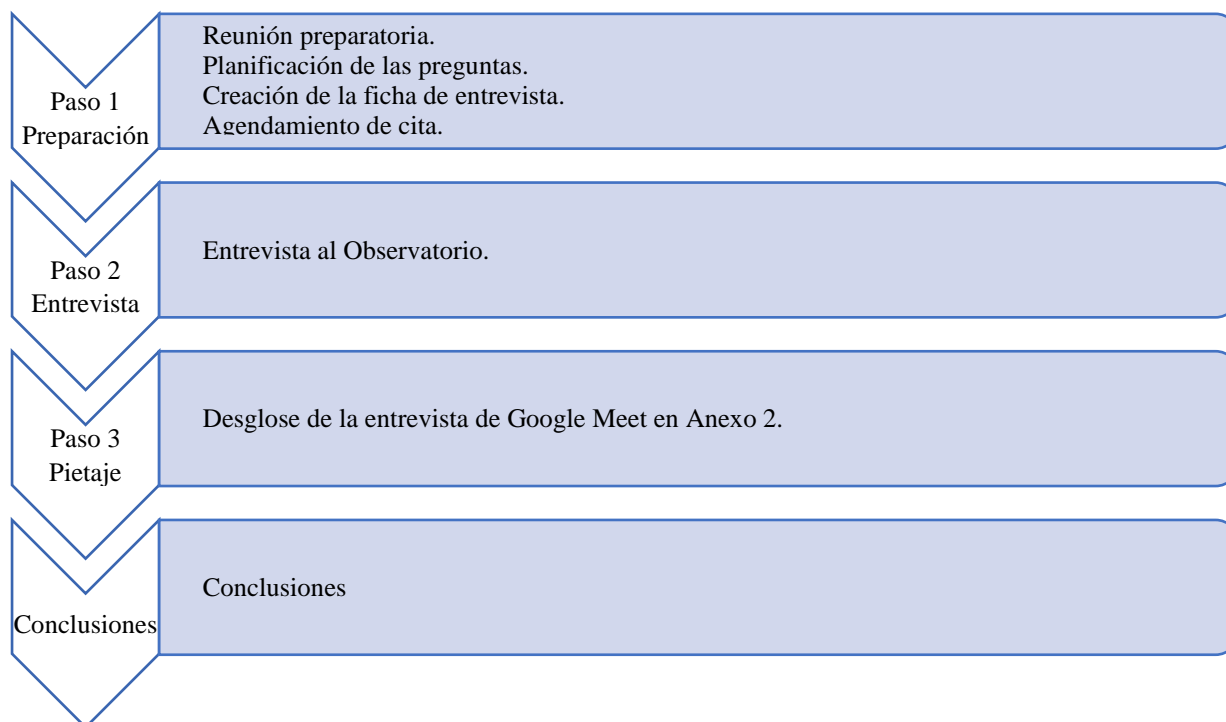 Paso 1
Preparación
Reunión preparatoria.
Planificación de las preguntas.
Creación de la ficha de entrevista.
Agendamiento de cita.
Paso 2
Entrevista
Entrevista al Observatorio.
Paso 3
Pietaje
Desglose de la entrevista de Google Meet en Anexo 2.
Conclusiones
Conclusiones